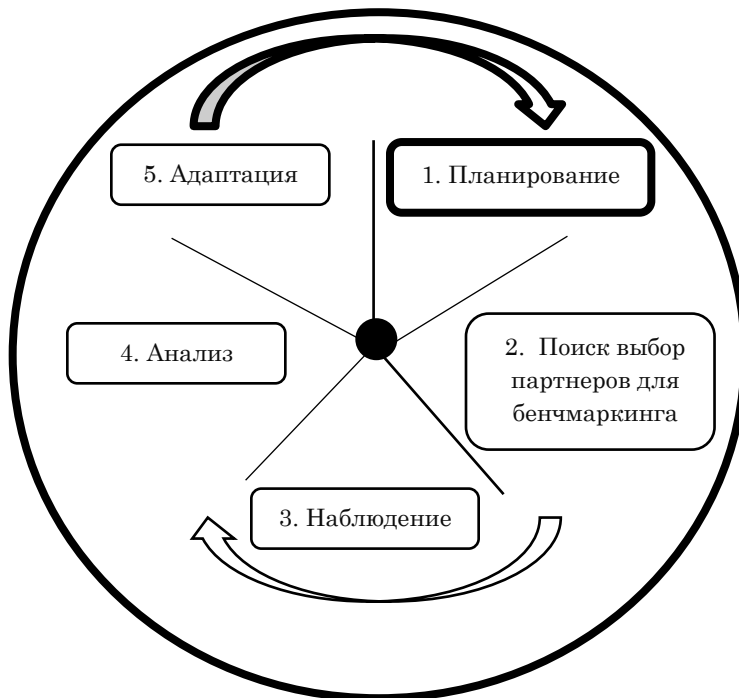 5. Адаптация
1. Планирование
4. Анализ
2. Поиск выбор
партнеров для
бенчмаркинга
3. Наблюдение